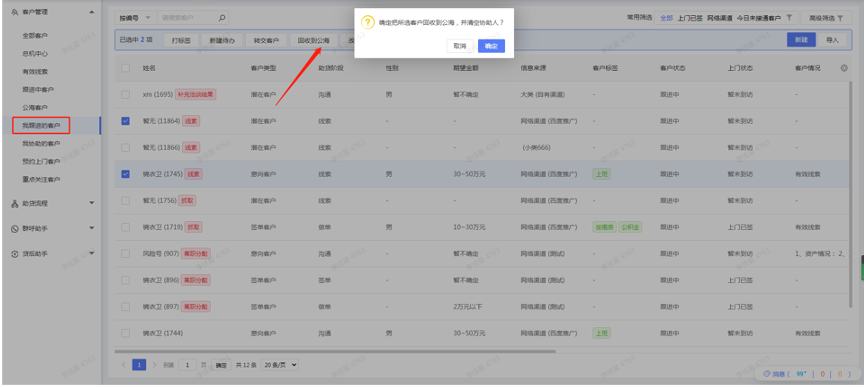 客户管理
全部客户
总机中心
有效线索
跟进中客户
公海客户
我跟进的客户
我协助的客户
预约上门客户
重点关注客户
助贷流程
群呼助手
贷后助手
按编号
常用筛选 全部 上门已签 网络渠道 今日未接通客户 高级筛选
已选中 2 项 打标签 新建待办 转交客户 回收到公海 新建 导入
确定把所选客户回收到公海，并清空协助人？
取消 确定
姓名 客户类型 助贷阶段 性别 期望金额 信息来源 客户标签 客户状态 上门状态 客户情况
xm (1695) 补充洽谈结果 潜在客户 沟通 男 暂不确定 大美 (自有渠道) - 跟进中 暂未到访 -
暂无 (11864) 线索 潜在客户 线索 - - 网络渠道 (百度推广) - 跟进中 暂未到访 -
暂无 (11866) 线索 潜在客户 线索 - - (小美666) - 跟进中 暂未到访 -
锦衣卫 (1745) 线索 意向客户 线索 男 30~50万元 网络渠道 (百度推广) 上班 跟进中 暂未到访 有效线索
暂无 (1756) 抓取 潜在客户 线索 - - 网络渠道 (百度推广) - 跟进中 暂未到访 -
锦衣卫 (1719) 抓取 签单客户 做单 男 10~30万元 网络渠道 (百度推广) 公积金 跟进中 暂未到访 有效线索
风险号 (907) 离职分配 意向客户 沟通 - 暂不确定 网络渠道 (测试) - 跟进中 暂未到访 1、资产情况： 2、
锦衣卫 (896) 离职分配 签单客户 签单 - 暂不确定 网络渠道 (测试) - 跟进中 上门已签 -
锦衣卫 (897) 离职分配 签单客户 做单 - 2万元以下 网络渠道 (测试) - 跟进中 上门已签 -
锦衣卫 (1744) 意向客户 沟通 男 30~50万元 网络渠道 (百度推广) 上班 跟进中 暂未到访 有效线索
1 到第 1 页 确定 共 12 条 20 条/页
消息 ( 99+ | 0 | 0 )